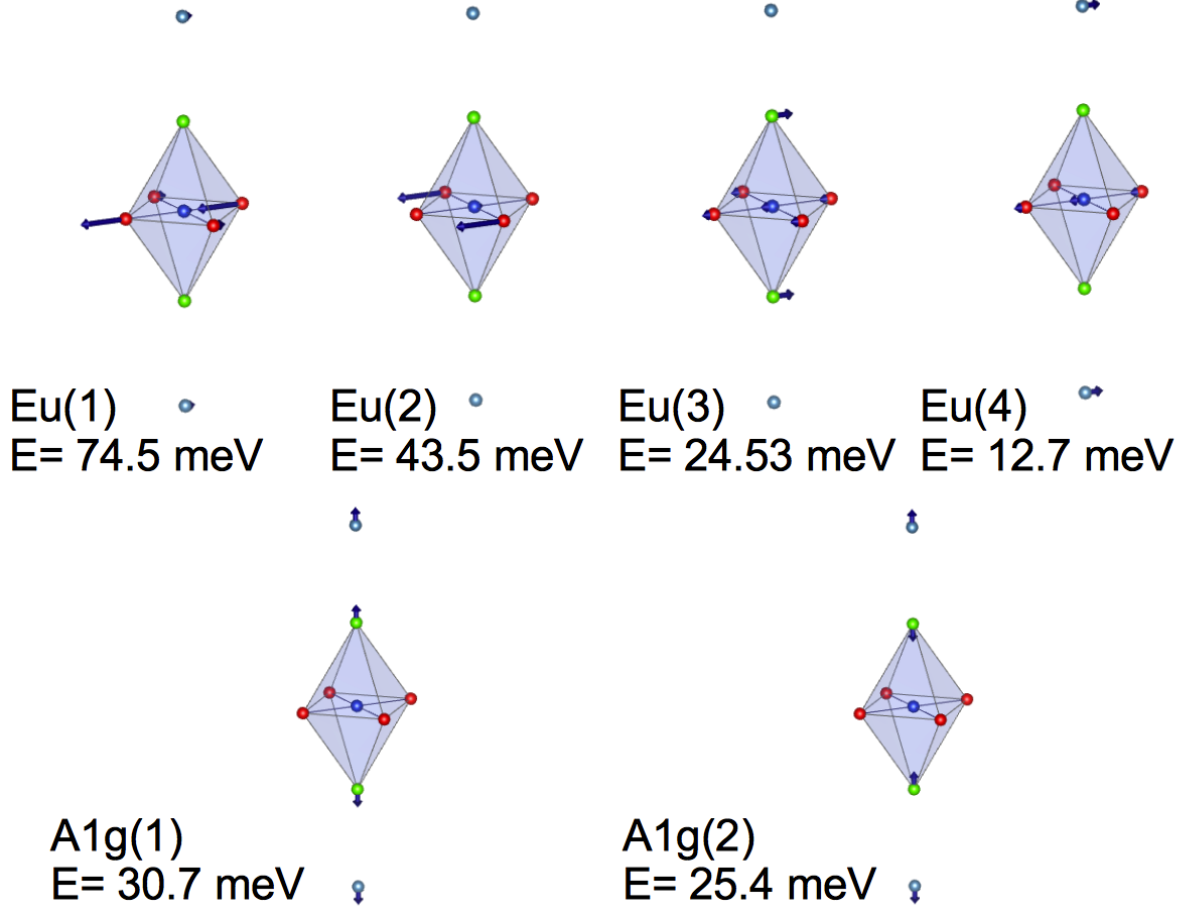 Eu(1)
E= 74.5 meV
Eu(2)
E= 43.5 meV
Eu(3)
E= 24.53 meV
Eu(4)
E= 12.7 meV
A1g(1)
E= 30.7 meV
A1g(2)
E= 25.4 meV